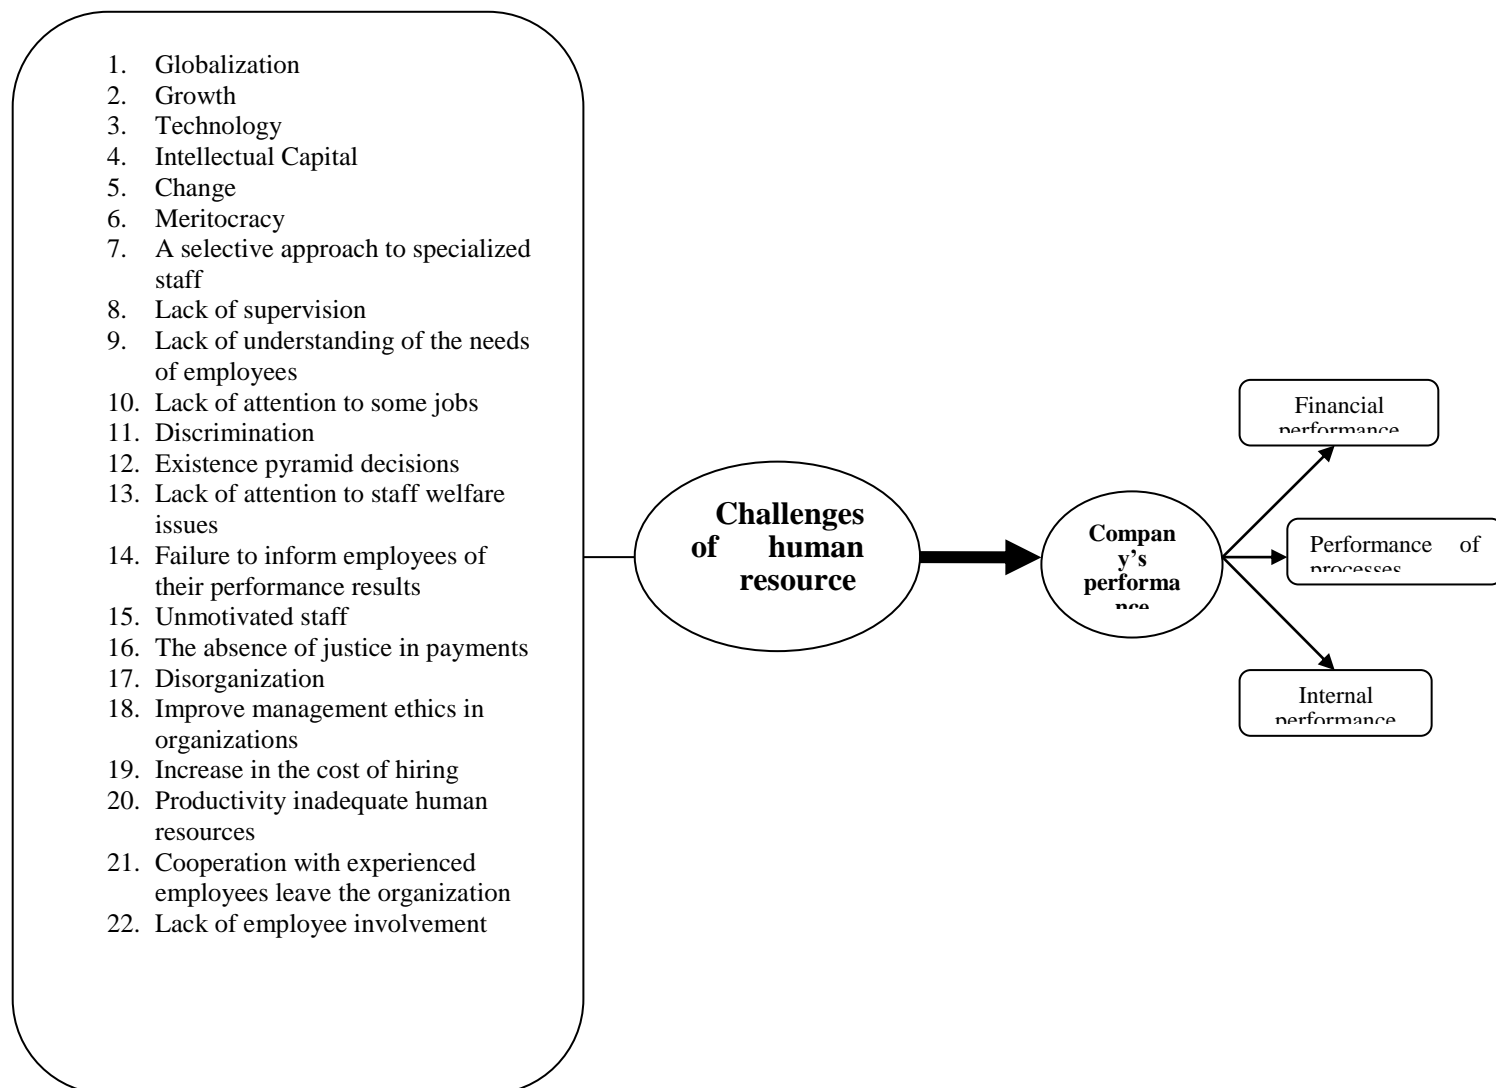 1. Globalization
2. Growth
3. Technology
4. Intellectual Capital
5. Change
6. Meritocracy
7. A selective approach to specialized
staff
8. Lack of supervision
9. Lack of understanding of the needs
of employees
10. Lack of attention to some jobs
11. Discrimination
12. Existence pyramid decisions
13. Lack of attention to staff welfare
issues
14. Failure to inform employees of
their performance results
15. Unmotivated staff
16. The absence of justice in payments
17. Disorganization
18. Improve management ethics in
organizations
19. Increase in the cost of hiring
20. Productivity inadequate human
resources
21. Cooperation with experienced
employees leave the organization
22. Lack of employee involvement
Challenges
of human
resource
Compan
y's
performa
nce
Financial
performance
Performance of
processes
Internal
performance